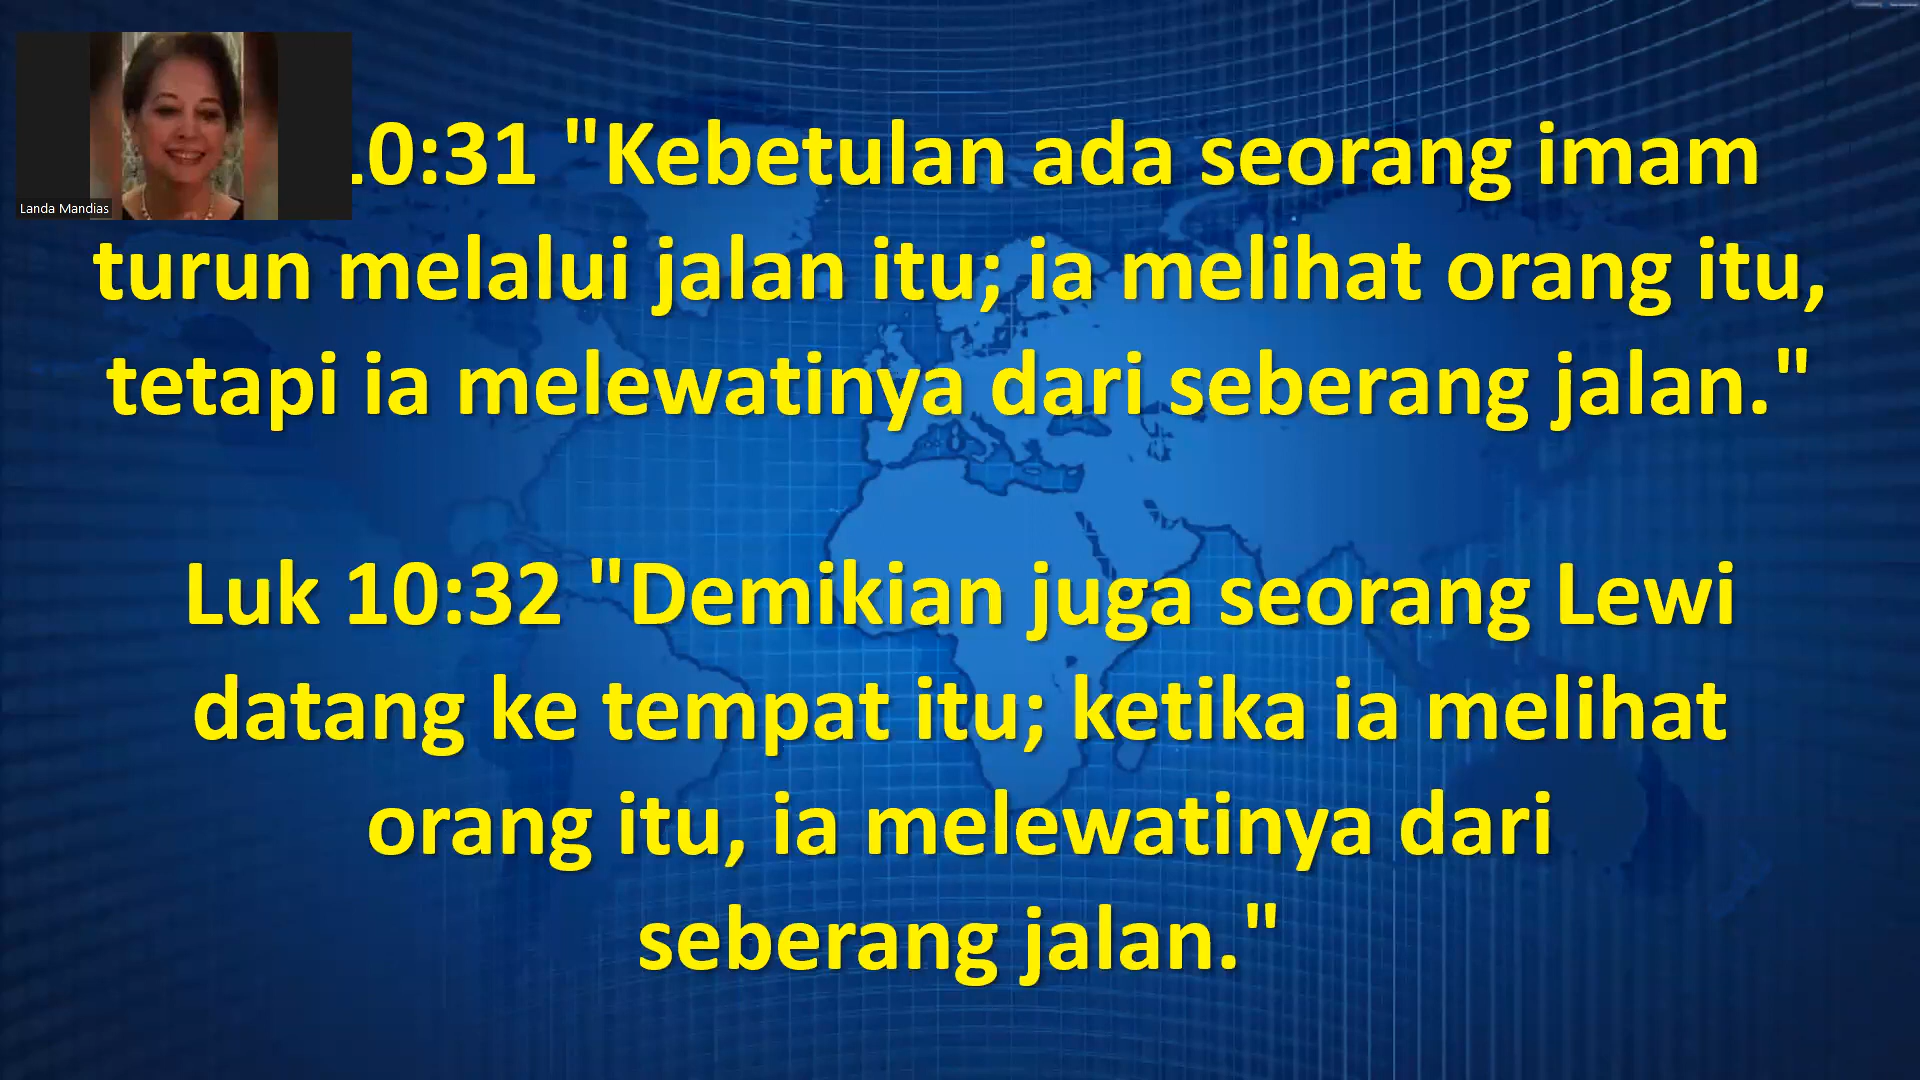 Landa Mandias
.0:31 "Kebetulan ada seorang imam
turun melalui jalan itu; ia melihat orang itu,
tetapi ia melewatinya dari seberang jalan."
Luk 10:32 "Demikian juga seorang Lewi
datang ke tempat itu; ketika ia melihat
orang itu, ia melewatinya dari
seberang jalan."